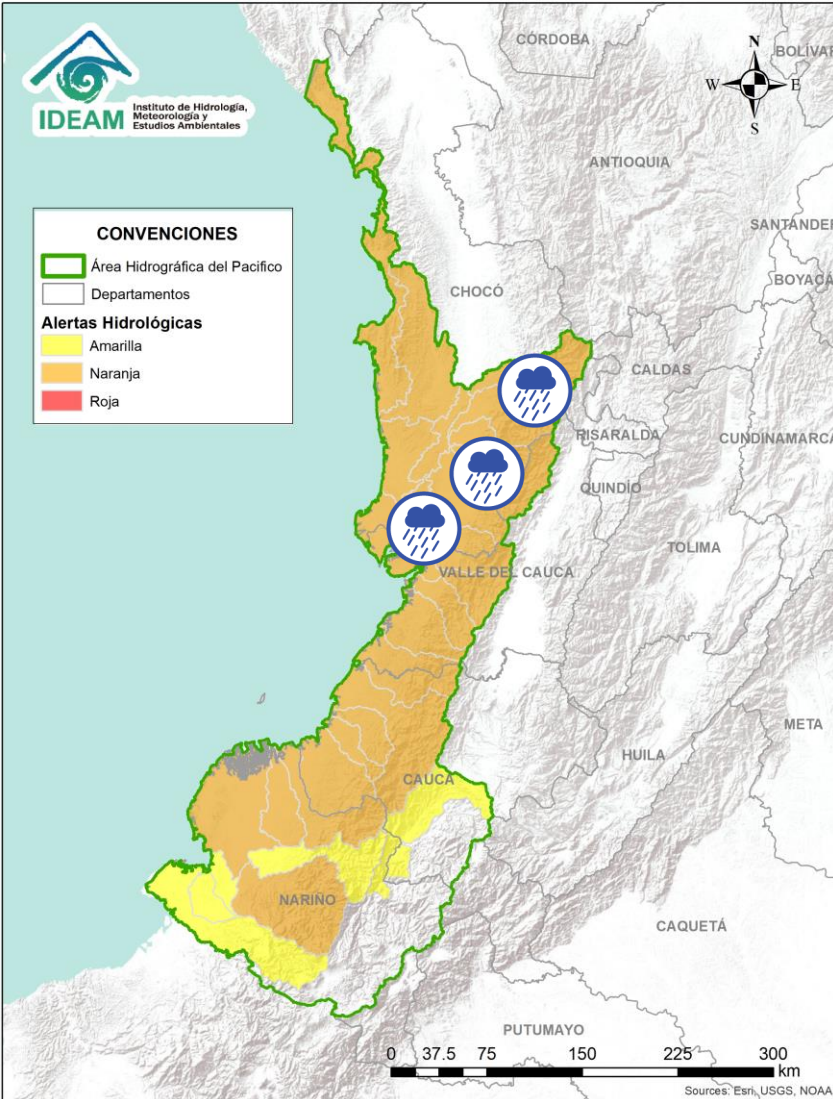 IDEAM
Instituto de Hidrología,
Meteorología y
Estudios Ambientales
CÓRDOBA
BOLÍVAR
N
W
E
S
ANTIOQUIA
SANTANDER
CONVENCIONES
Área Hidrográfica del Pacifico
Departamentos
Alertas Hidrológicas
Amarilla
Naranja
Roja
BOYACÁ
CHOCÓ
CALDAS
RISARALDA
CUNDINAMARCA
QUINDÍO
TOLIMA
VALLE DEL CAUCA
META
HUILA
CAUCA
NARIÑO
CAQUETÁ
PUTUMAYO
0 37.5 75 150 225 300
km
Sources: Esri, USGS, NOAA